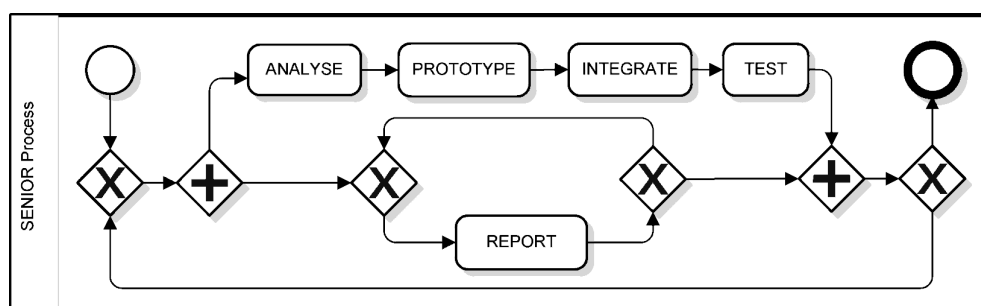 SENIOR Process
ANALYSE
PROTOTYPE
INTEGRATE
TEST
X
X
X
X
REPORT